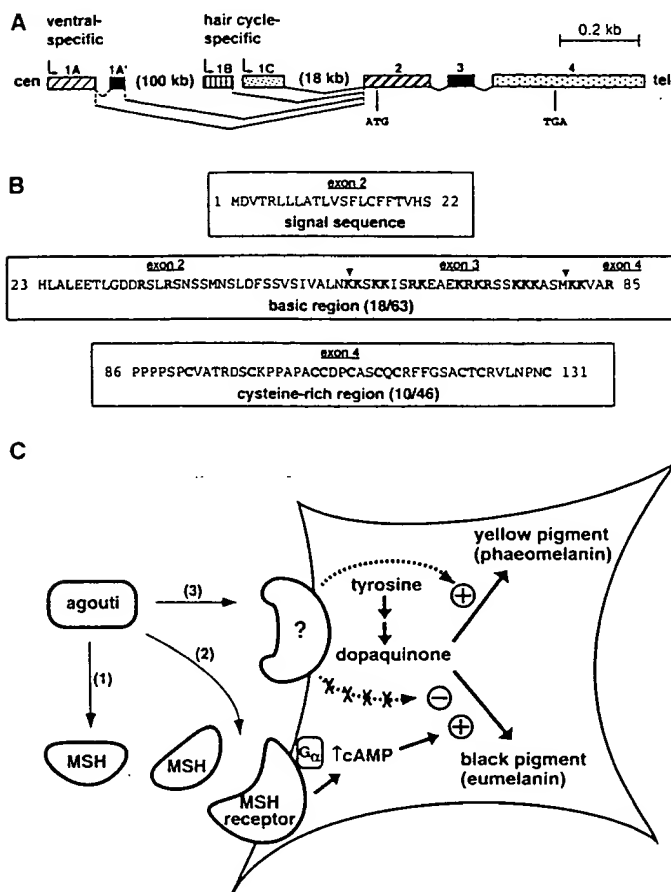 A
ventral-
specific
hair cycle-
specific
0.2 kb
cen 1A 1A' (100 kb) 1B 1C (18 kb) 2 3 4 tel
ATG TGA
B
exon 2
1 MDVTRLLLATLVSFLCFFTVHS 22
signal sequence
exon 2 exon 3 exon 4
23 HLALEETLGDDRSLRSNSSMNSLDFSSVSIVALNKKSKKISRKEAEKRKRSSKKKASMKKVAR 85
basic region (18/63)
exon 4
86 PPPPSPCVATRDSCKPPAPACCDPCASCQCRFFGSACTCRVLNPNC 131
cysteine-rich region (10/46)
C
yellow pigment
(phaeomelanin)
agouti
(3)
?
tyrosine
+
dopaquinone
(1)
(2)
−
+
MSH
MSH
Gα
↑cAMP
black pigment
(eumelanin)
MSH
receptor